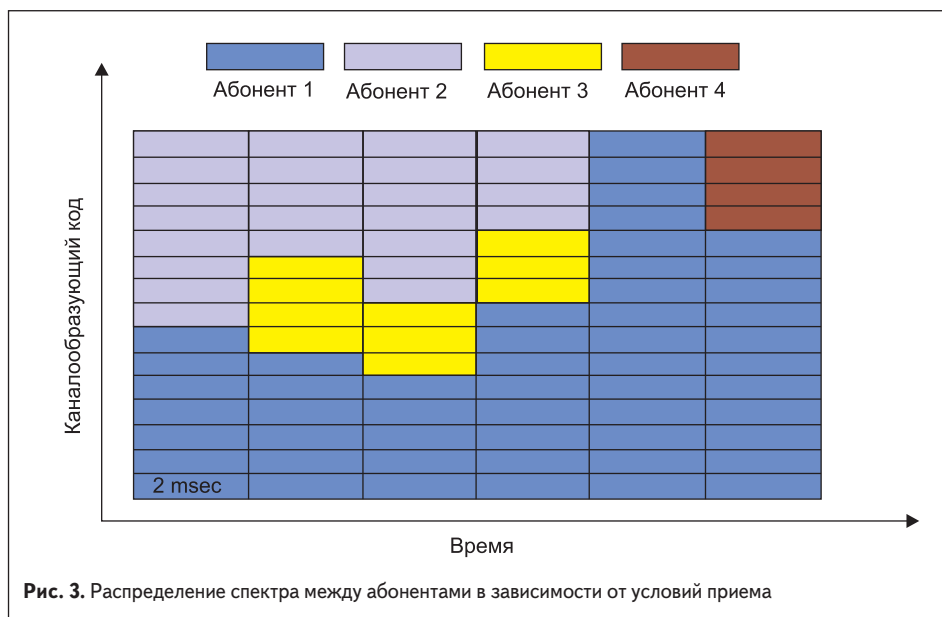 Абонент 1 Абонент 2 Абонент 3 Абонент 4
Каналообразующий код
2 msec
Время
Рис. 3. Распределение спектра между абонентами в зависимости от условий приема